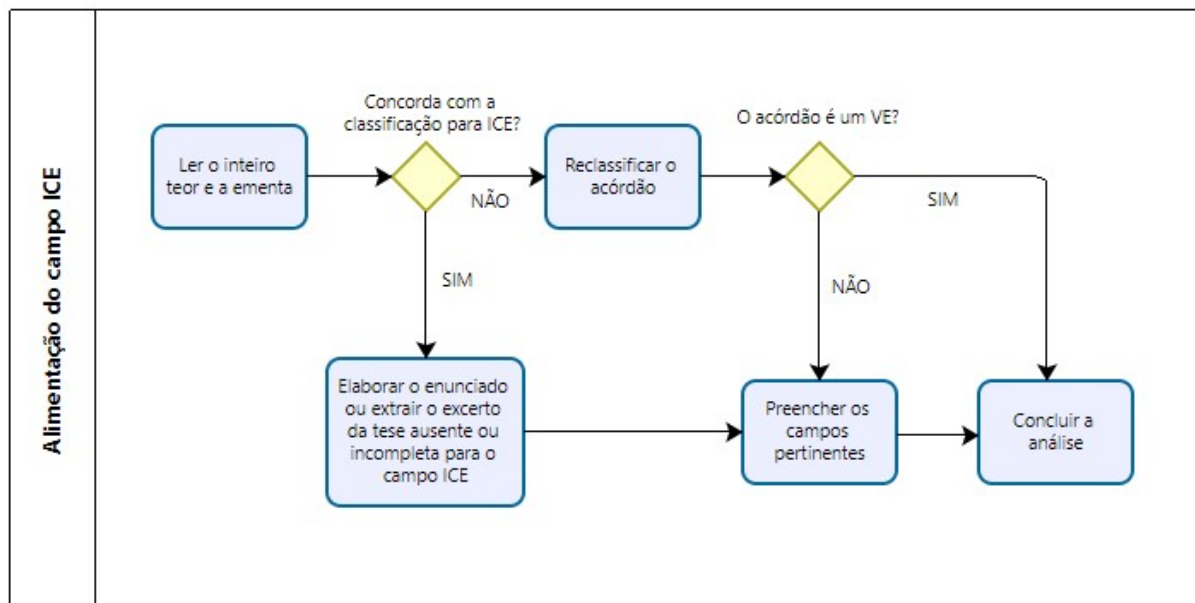 Alimentação do campo ICE
Ler o inteiro
teor e a ementa
Concorda com a
classificação para ICE?
NÃO
SIM
Reclassificar o
acórdão
O acórdão é um VE?
SIM
NÃO
Elaborar o enunciado
ou extrair o excerto
da tese ausente ou
incompleta para o
campo ICE
Preencher os
campos
pertinentes
Concluir a
análise